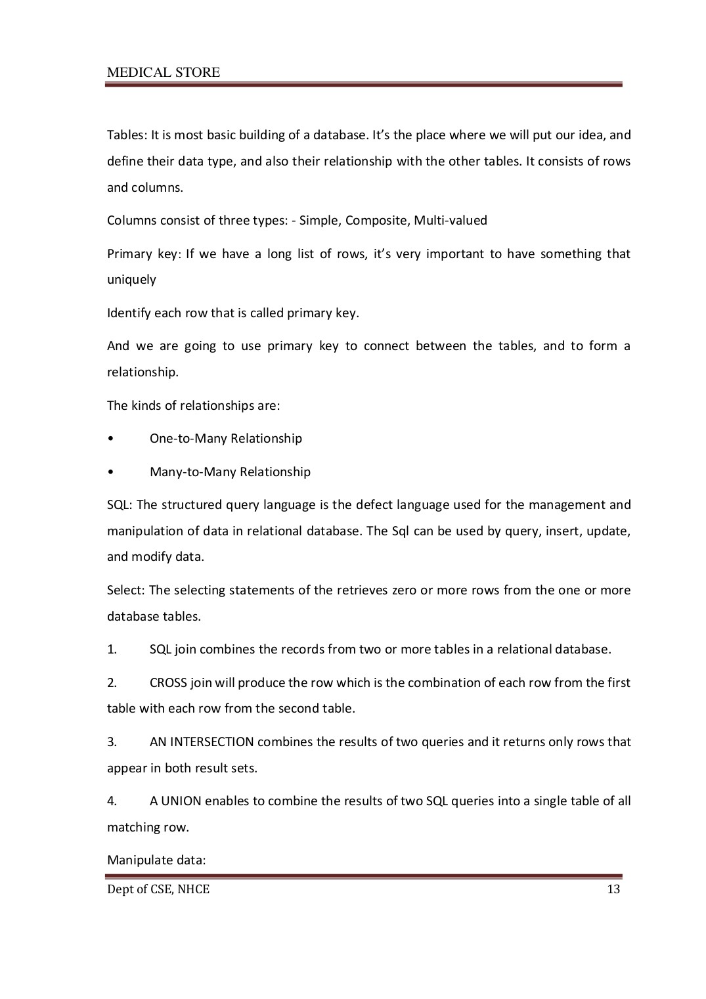 MEDICAL STORE
Tables: It is most basic building of a database. It’s the place where we will put our idea, and
define their data type, and also their relationship with the other tables. It consists of rows
and columns.
Columns consist of three types: - Simple, Composite, Multi-valued
Primary key: If we have a long list of rows, it’s very important to have something that
uniquely
Identify each row that is called primary key.
And we are going to use primary key to connect between the tables, and to form a
relationship.
The kinds of relationships are:
• One-to-Many Relationship
• Many-to-Many Relationship
SQL: The structured query language is the defect language used for the management and
manipulation of data in relational database. The Sql can be used by query, insert, update,
and modify data.
Select: The selecting statements of the retrieves zero or more rows from the one or more
database tables.
1. SQL join combines the records from two or more tables in a relational database.
2. CROSS join will produce the row which is the combination of each row from the first
table with each row from the second table.
3. AN INTERSECTION combines the results of two queries and it returns only rows that
appear in both result sets.
4. A UNION enables to combine the results of two SQL queries into a single table of all
matching row.
Manipulate data:
Dept of CSE, NHCE 13